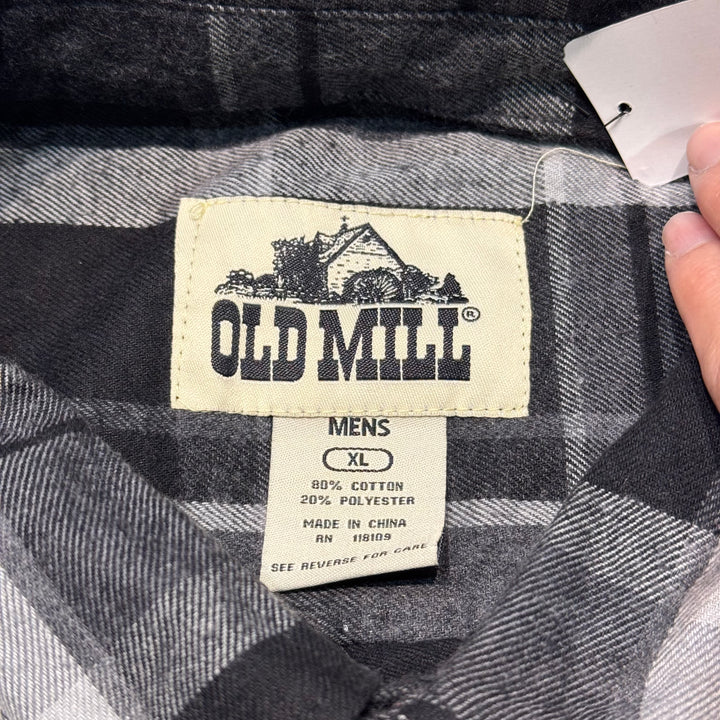 OLD MILL®
MENS
XL
80% COTTON
20% POLYESTER
MADE IN CHINA
RN 118109
SEE REVERSE FOR CARE